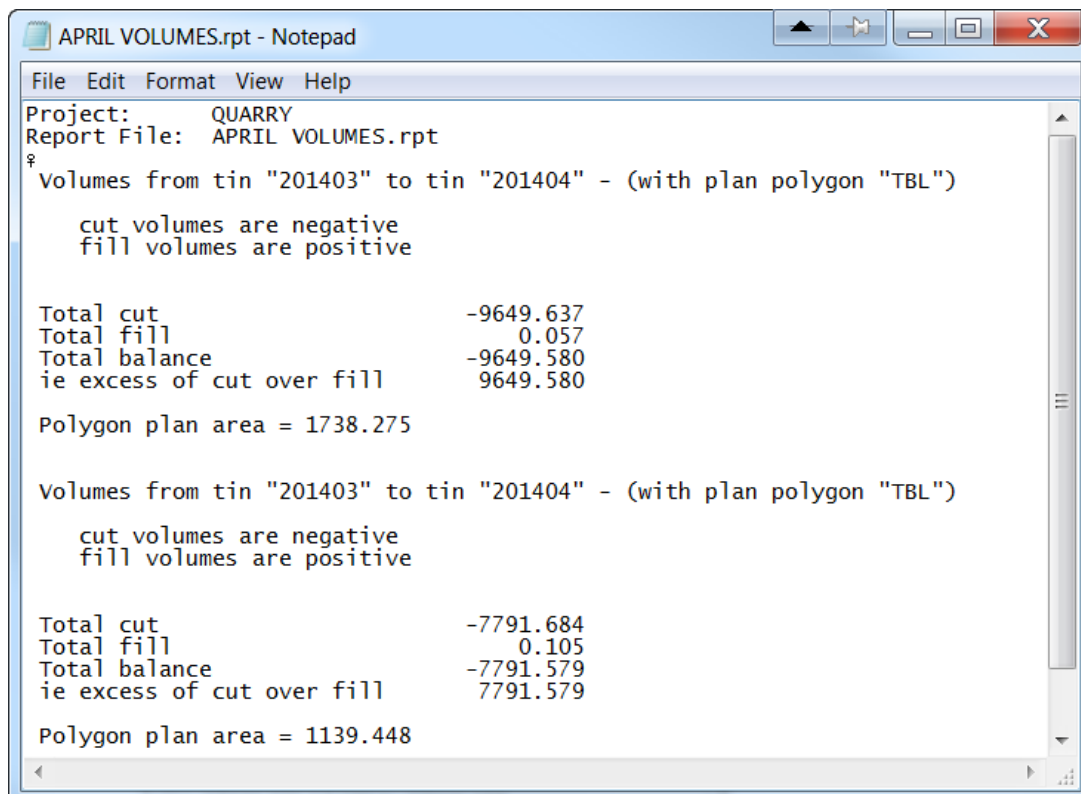 APRIL VOLUMES.rpt - Notepad
File Edit Format View Help
Project: QUARRY
Report File: APRIL VOLUMES.rpt
♀
Volumes from tin "201403" to tin "201404" - (with plan polygon "TBL")
cut volumes are negative
fill volumes are positive
Total cut -9649.637
Total fill 0.057
Total balance -9649.580
ie excess of cut over fill 9649.580
Polygon plan area = 1738.275
Volumes from tin "201403" to tin "201404" - (with plan polygon "TBL")
cut volumes are negative
fill volumes are positive
Total cut -7791.684
Total fill 0.105
Total balance -7791.579
ie excess of cut over fill 7791.579
Polygon plan area = 1139.448